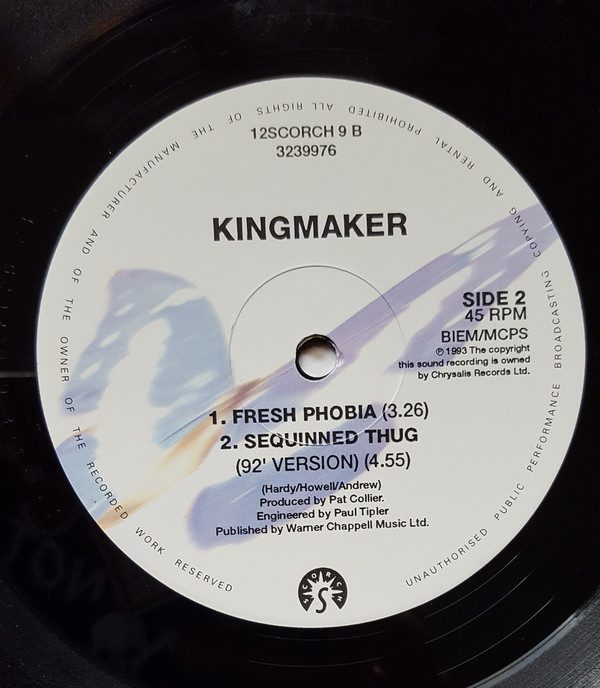 12SCORCH 9 B
3239976
KINGMAKER
SIDE 2
45 RPM
BIEM/MCPS
℗ 1993 The copyright
this sound recording is owned
by Chrysalis Records Ltd.
1. FRESH PHOBIA (3.26)
2. SEQUINNED THUG
(92' VERSION) (4.55)
(Hardy/Howell/Andrew)
Produced by Pat Collier.
Engineered by Paul Tipler
Published by Warner Chappell Music Ltd.
SCORCH
S
ALL RIGHTS OF THE MANUFACTURER AND OF THE OWNER OF THE RECORDED WORK RESERVED
UNAUTHORISED PUBLIC PERFORMANCE BROADCASTING COPYING AND RENTAL PROHIBITED